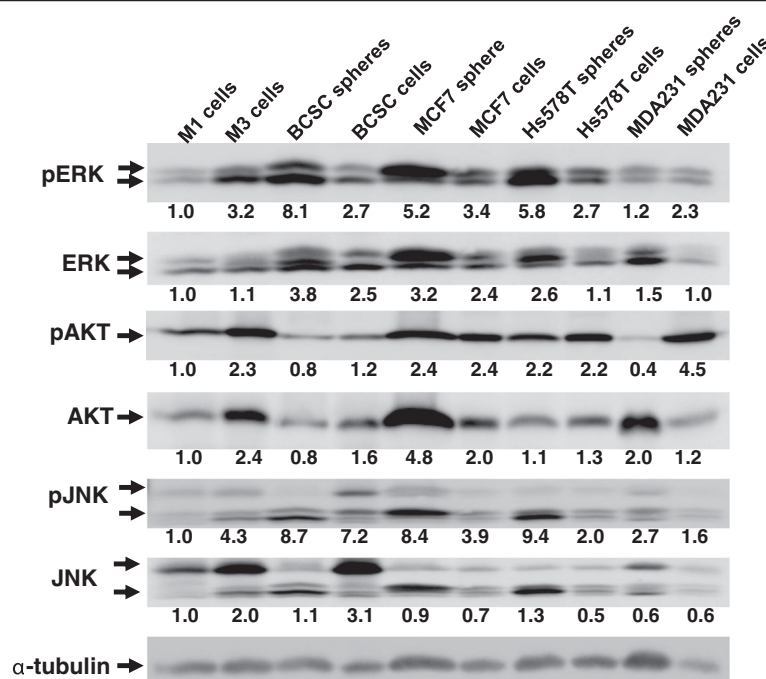 M1 cells
M3 cells
BCSC spheres
BCSC cells
MCF7 sphere
MCF7 cells
Hs578T spheres
Hs578T cells
MDA231 spheres
MDA231 cells
pERK
1.0 3.2 8.1 2.7 5.2 3.4 5.8 2.7 1.2 2.3
ERK
1.0 1.1 3.8 2.5 3.2 2.4 2.6 1.1 1.5 1.0
pAKT
1.0 2.3 0.8 1.2 2.4 2.4 2.2 2.2 0.4 4.5
AKT
1.0 2.4 0.8 1.6 4.8 2.0 1.1 1.3 2.0 1.2
pJNK
1.0 4.3 8.7 7.2 8.4 3.9 9.4 2.0 2.7 1.6
JNK
1.0 2.0 1.1 3.1 0.9 0.7 1.3 0.5 0.6 0.6
α-tubulin